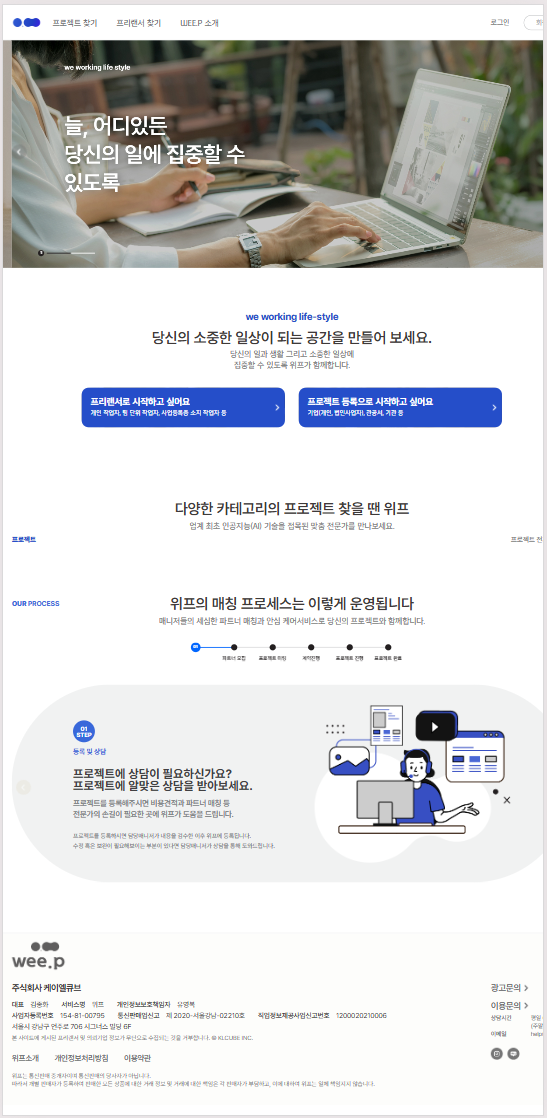 프로젝트 찾기
프리랜서 찾기
WEE.P 소개
로그인
we working life style
늘, 어디있든
당신의 일에 집중할 수
있도록
we working life-style
당신의 소중한 일상이 되는 공간을 만들어 보세요.
당신의 일과 생활 그리고 소중한 일상에
집중할 수 있도록 위프가 함께합니다.
프리랜서로 시작하고 싶어요
개인 작업자, 팀 단위 작업자, 사업등록증 소지 작업자 등
프로젝트 등록으로 시작하고 싶어요
기업(개인, 법인사업자), 관공서, 기관 등
다양한 카테고리의 프로젝트 찾을 땐 위프
업계 최초 인공지능(AI) 기술을 접목된 맞춤 전문가를 만나보세요.
프로젝트
프로젝트 전
OUR PROCESS
위프의 매칭 프로세스는 이렇게 운영됩니다
매니저들의 세심한 파트너 매칭과 안심 케어서비스로 당신의 프로젝트와 함께합니다.
파트너 모집
프로젝트 미팅
계약진행
프로젝트 진행
프로젝트 완료
01
STEP
등록 및 상담
프로젝트에 상담이 필요하신가요?
프로젝트에 알맞은 상담을 받아보세요.
프로젝트를 등록해주시면 비용견적과 파트너 매칭 등
전문가의 손길이 필요한 곳에 위프가 도움을 드립니다.
프로젝트를 등록하시면 담당매니저가 내용을 검수한 이후 위프에 등록됩니다.
수정 혹은 보완이 필요해보이는 부분이 있다면 담당매니저가 상담을 통해 도와드립니다.
wee.p
주식회사 케이엘큐브
대표 김종화 서비스명 위프 개인정보보호책임자 유영복
사업자등록번호 154-81-00795 통신판매업신고 제 2020-서울강남-02210호 직업정보제공사업신고번호 1200020210006
서울시 강남구 언주로 706 시그너스 빌딩 6F
본 사이트에 게시된 프리랜서 및 의뢰기업 정보가 무단으로 수집되는 것을 거부합니다. © KLCUBE INC.
위프소개
개인정보처리방침
이용약관
위프는 통신판매 중개자이며 통신판매의 당사자가 아닙니다.
따라서 개별 판매자가 등록하여 판매한 모든 상품에 대한 거래 정보 및 거래에 대한 책임은 각 판매자가 부담하고, 이에 대하여 위프는 일체 책임지지 않습니다.
광고문의
이용문의
상담시간 평일
이메일